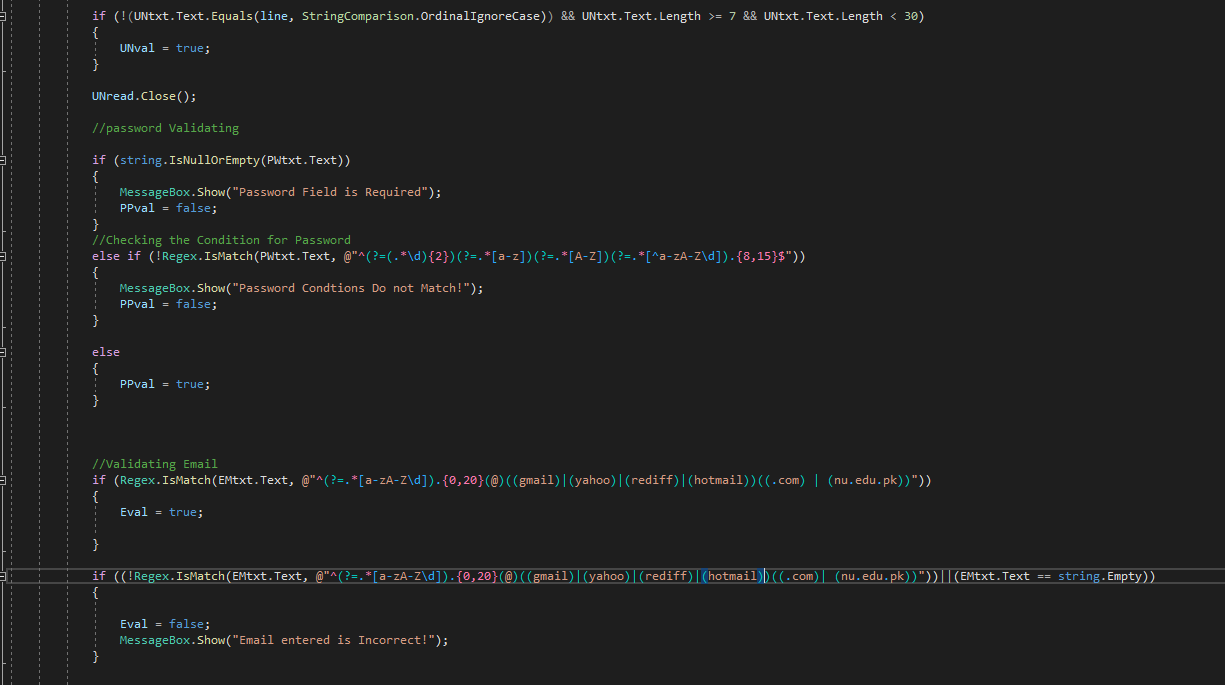 if (!(UNtxt.Text.Equals(line, StringComparison.OrdinalIgnoreCase)) && UNtxt.Text.Length >= 7 && UNtxt.Text.Length < 30)
{
UNval = true;
}
UNread.Close();
//password Validating
if (string.IsNullOrEmpty(PWtxt.Text))
{
MessageBox.Show("Password Field is Required");
PPval = false;
}
//Checking the Condition for Password
else if (!Regex.IsMatch(PWtxt.Text, @"^(?=(.*\d){2})(?=.*[a-z])(?=.*[A-Z])(?=.*[^a-zA-Z\d]).{8,15}$"))
{
MessageBox.Show("Password Condtions Do not Match!");
PPval = false;
}
else
{
PPval = true;
}
//Validating Email
if (Regex.IsMatch(EMtxt.Text, @"^(?=.*[a-zA-Z\d]).{0,20}(@)((gmail)|(yahoo)|(rediff)|(hotmail))((.com) | (nu.edu.pk))"))
{
Eval = true;
}
if ((!Regex.IsMatch(EMtxt.Text, @"^(?=.*[a-zA-Z\d]).{0,20}(@)((gmail)|(yahoo)|(rediff)|(hotmail))((.com)| (nu.edu.pk))"))||(EMtxt.Text == string.Empty))
{
Eval = false;
MessageBox.Show("Email entered is Incorrect!");
}